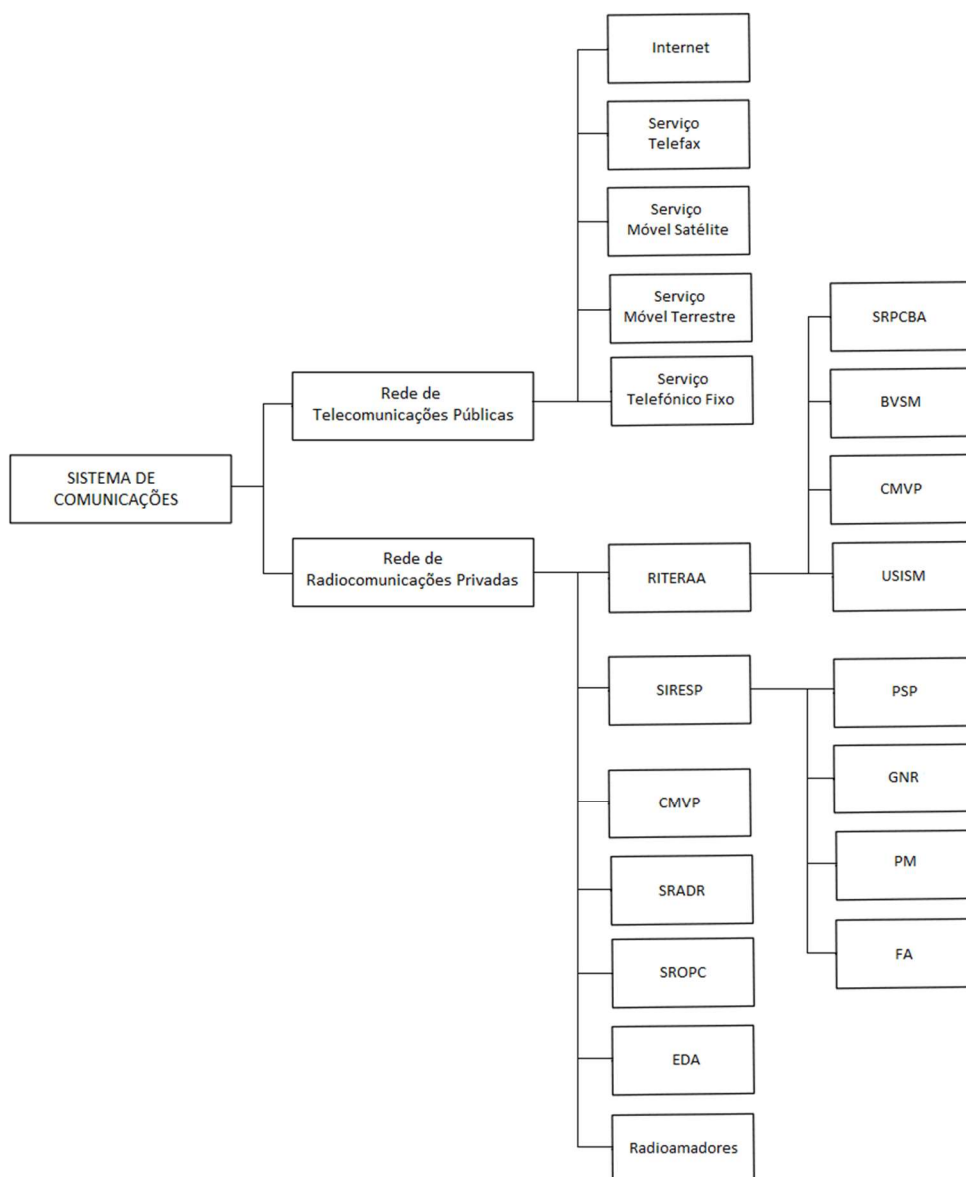 Internet
Serviço
Telefax
Serviço
Móvel Satélite
Serviço
Móvel Terrestre
Serviço
Telefónico Fixo
Rede de
Telecomunicações Públicas
SISTEMA DE
COMUNICAÇÕES
Rede de
Radiocomunicações Privadas
RITERAA
SRPCBA
BVSM
CMVP
USISM
SIRESP
PSP
GNR
PM
FA
CMVP
SRADR
SROPC
EDA
Radioamadores